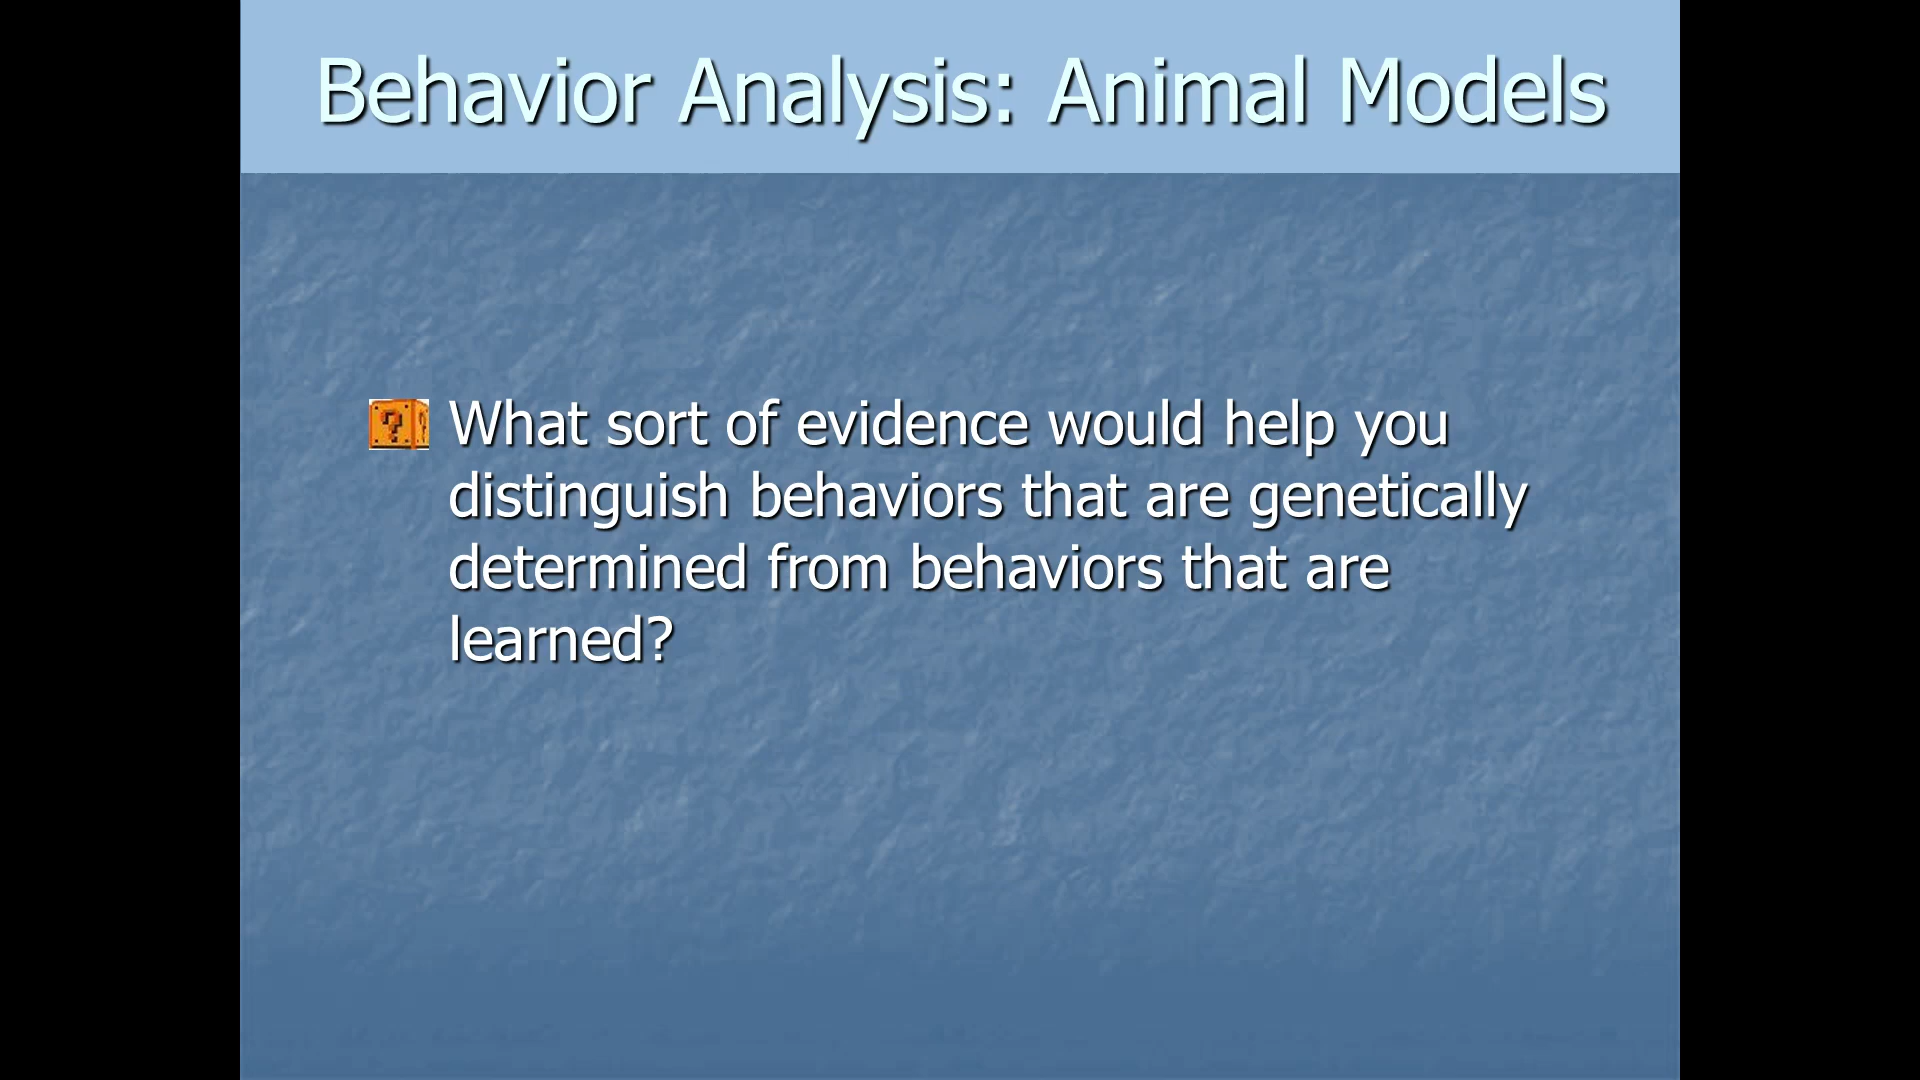 Behavior Analysis: Animal Models
What sort of evidence would help you
distinguish behaviors that are genetically
determined from behaviors that are
learned?